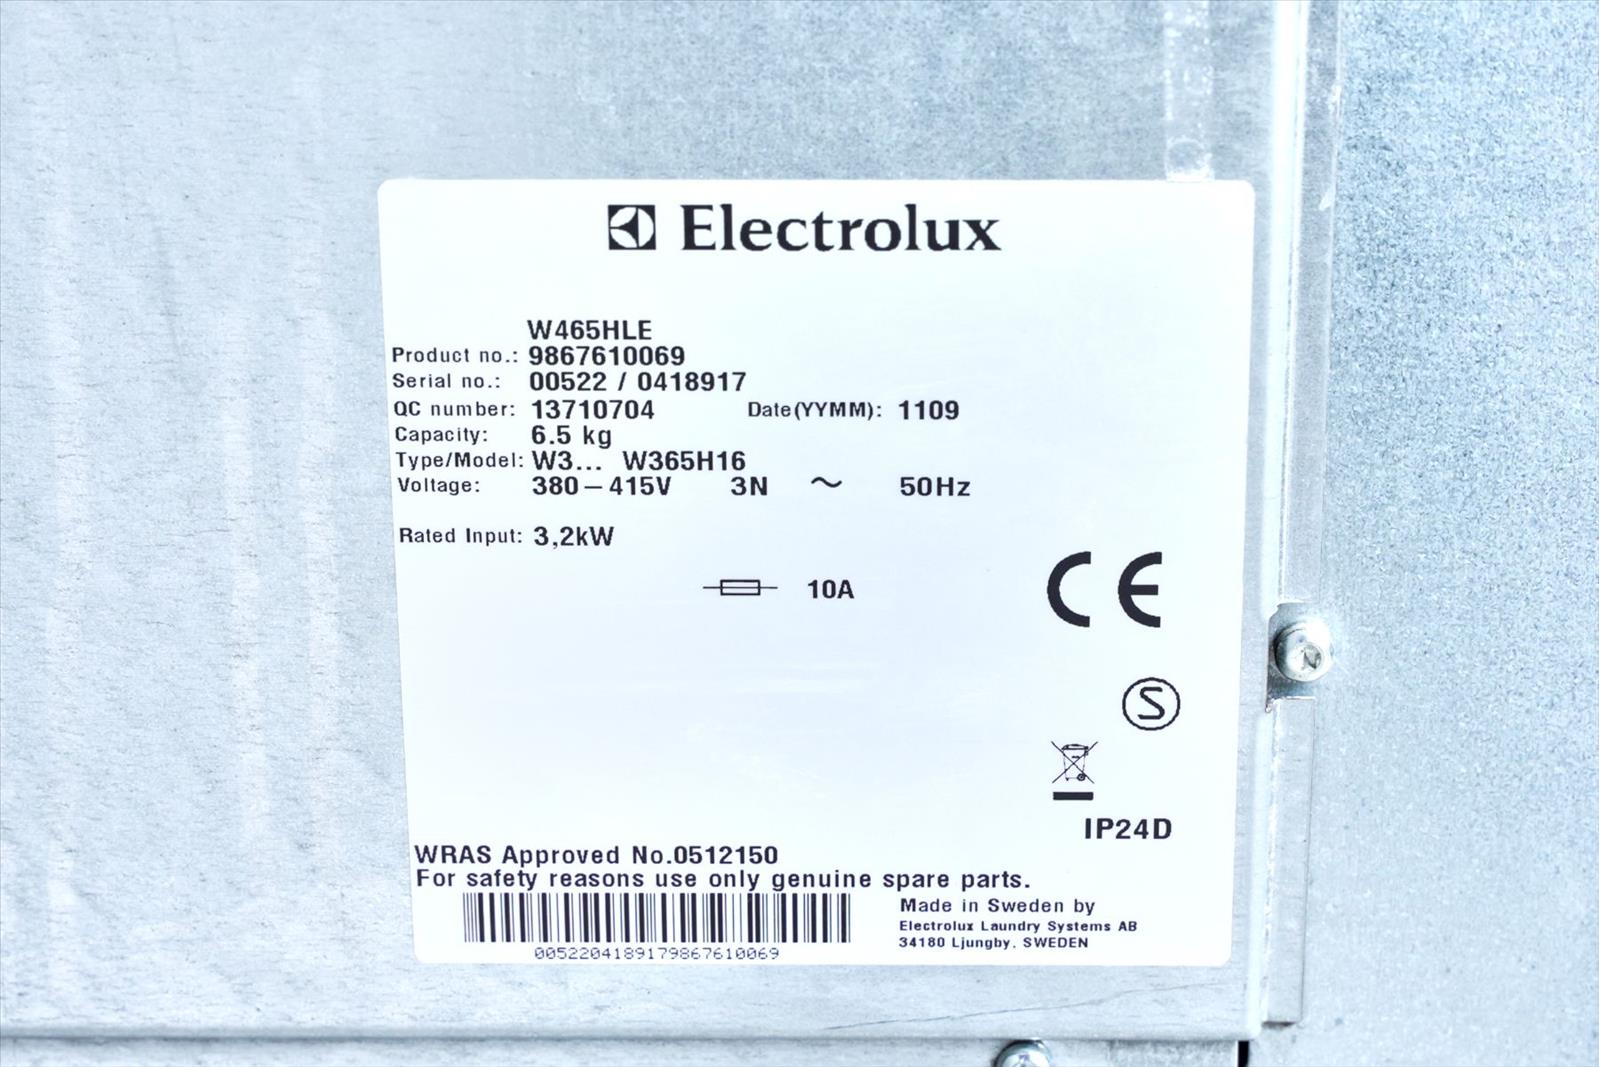 Electrolux
W465HLE
Product no.: 9867610069
Serial no.: 00522 / 0418917
QC number: 13710704 Date(YYMM): 1109
Capacity: 6.5 kg
Type/Model: W3... W365H16
Voltage: 380–415V 3N ~ 50Hz
Rated Input: 3,2kW
10A
CE
S
IP24D
WRAS Approved No.0512150
For safety reasons use only genuine spare parts.
Made in Sweden by
Electrolux Laundry Systems AB
34180 Ljungby. SWEDEN
0052204189179867610069